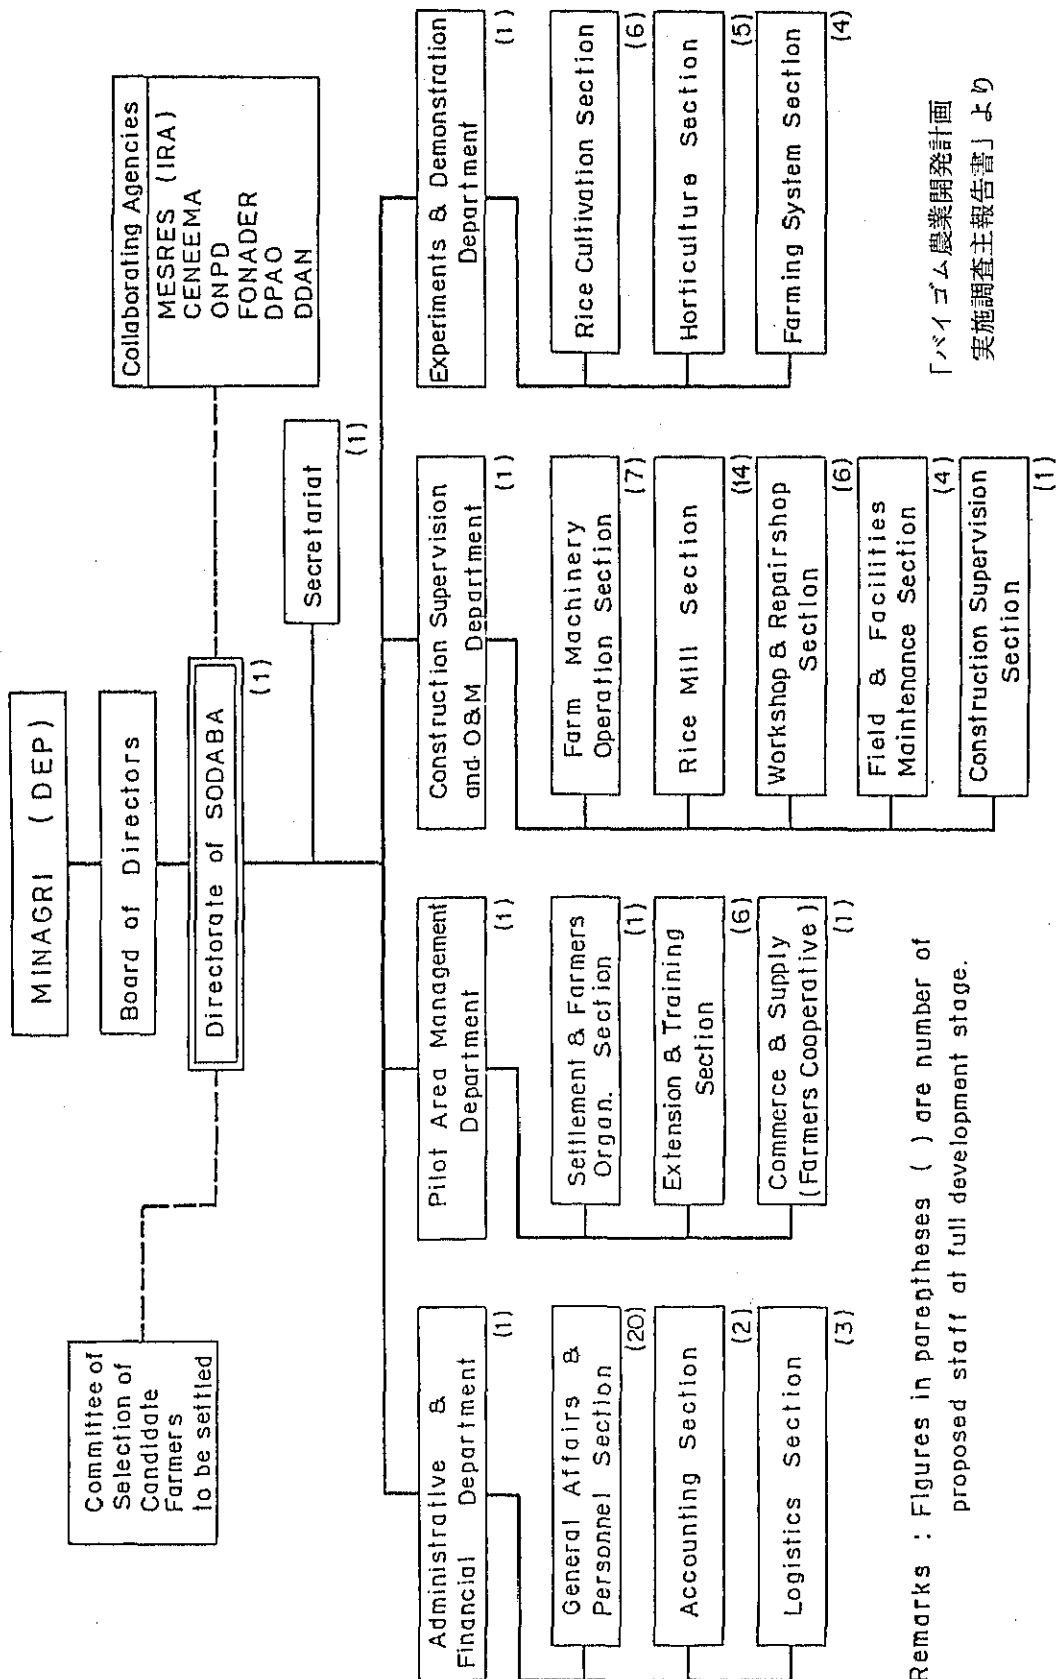 MINAGRI (DEP)
Board of Directors
Directorate of SODABA
(1)
Committee of
Selection of
Candidate
Farmers
to be settled
Collaborating Agencies
MESRES (IRA)
CENEEMA
ONPD
FONADER
DPAO
DDAN
Secretariat
(1)
Administrative &
Financial Department
(1)
General Affairs &
Personnel Section
(20)
Accounting Section
(2)
Logistics Section
(3)
Pilot Area Management
Department
(1)
Settlement & Farmers
Organ. Section
(1)
Extension & Training
Section
(6)
Commerce & Supply
(Farmers Cooperative)
(1)
Construction Supervision
and O&M Department
(1)
Farm Machinery
Operation Section
(7)
Rice Mill Section
(14)
Workshop & Repairshop
Section
(6)
Field & Facilities
Maintenance Section
(4)
Construction Supervision
Section
(1)
Experiments & Demonstration
Department
(1)
Rice Cultivation Section
(6)
Horticulture Section
(5)
Farming System Section
(4)
Remarks : Figures in parentheses ( ) are number of
proposed staff at full development stage.
「バイゴム農業開発計画
実施調査主報告書」より